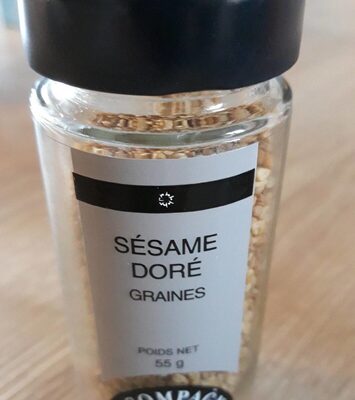 SÉSAME
DORÉ
GRAINES
POIDS NET
55 g